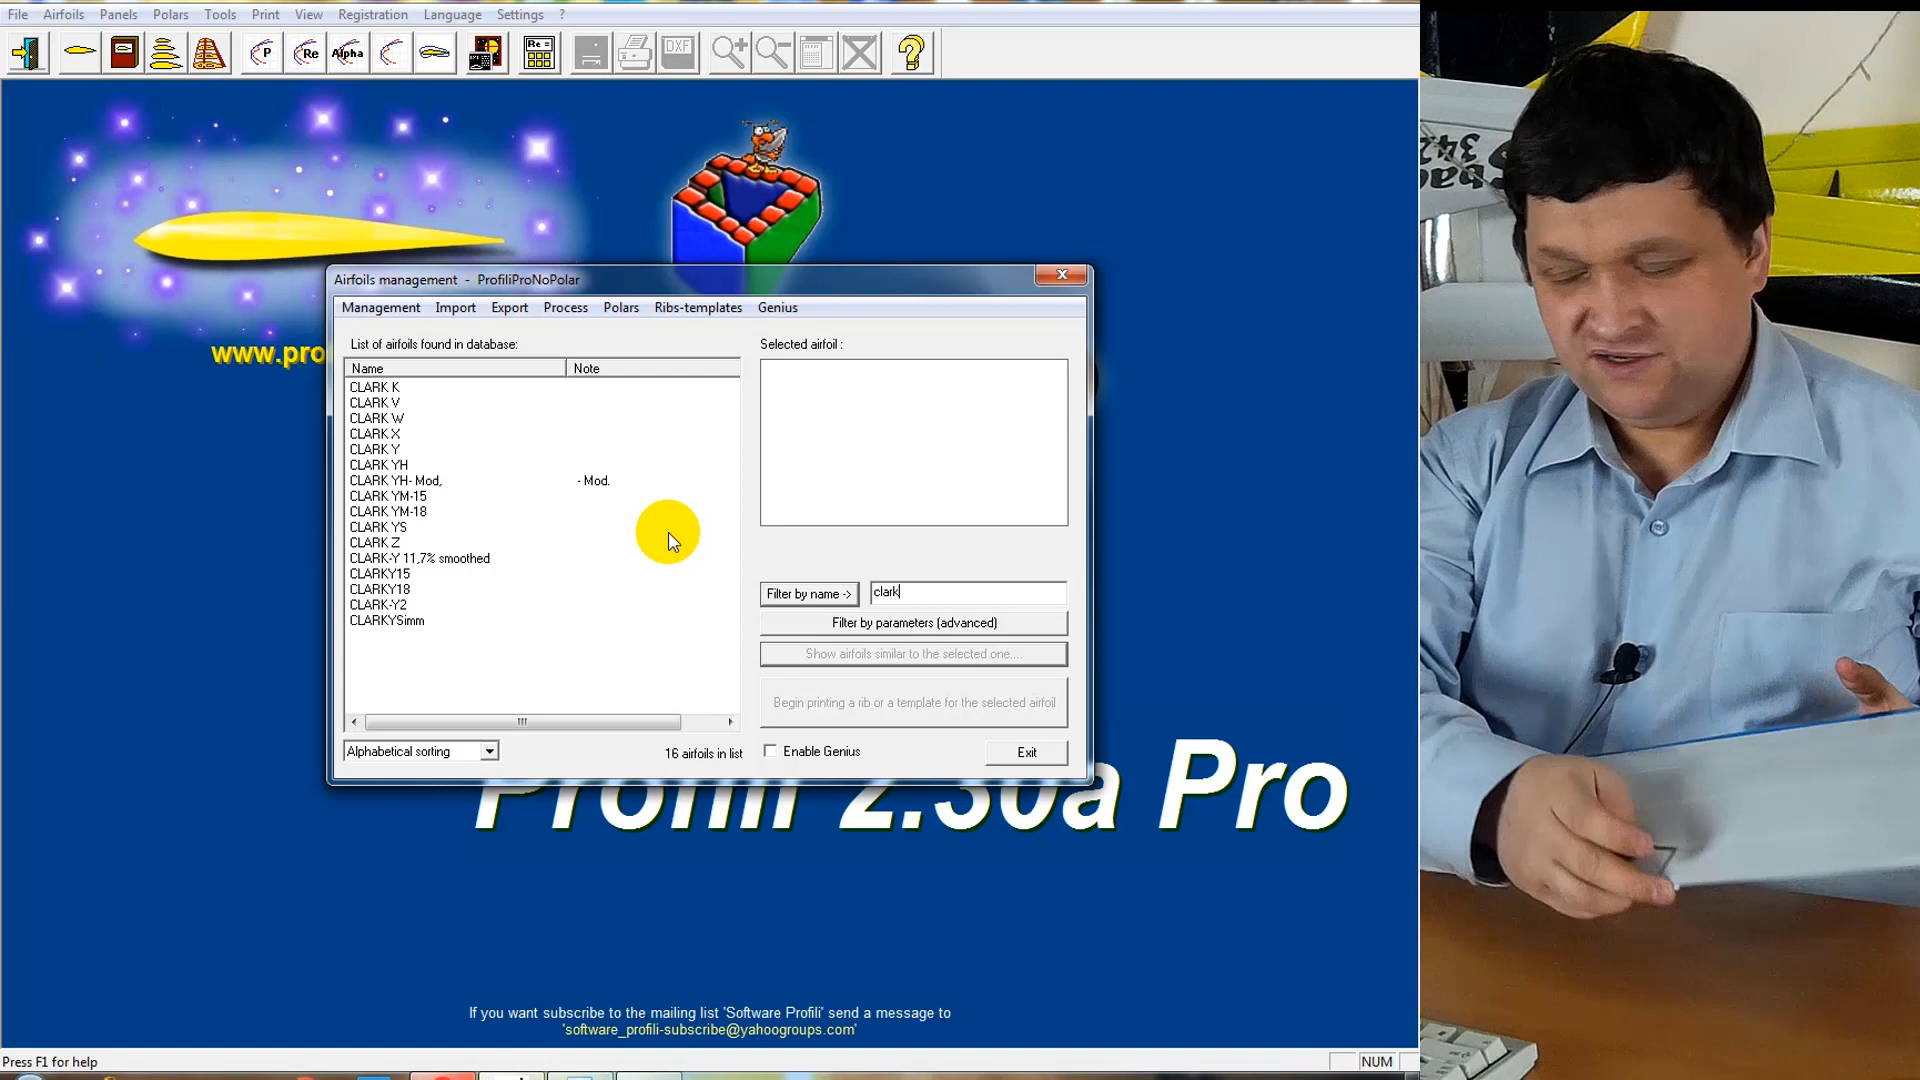 File Airfoils Panels Polars Tools Print View Registration Language Settings ?
P Re Alpha Re = DXF ?
www.pro
Airfoils management - ProfiliProNoPolar X
Management Import Export Process Polars Ribs-templates Genius
List of airfoils found in database:
Name Note
CLARK K
CLARK V
CLARK W
CLARK X
CLARK Y
CLARK YH
CLARK YH- Mod, - Mod.
CLARK YM-15
CLARK YM-18
CLARK YS
CLARK Z
CLARK-Y 11,7% smoothed
CLARKY15
CLARKY18
CLARK-Y2
CLARKYSimm
Alphabetical sorting
16 airfoils in list
Selected airfoil :
Filter by name -> clark
Filter by parameters (advanced)
Show airfoils similar to the selected one....
Begin printing a rib or a template for the selected airfoil
Enable Genius
Exit
Profili 2.30a Pro
If you want subscribe to the mailing list 'Software Profili' send a message to
'software_profili-subscribe@yahoogroups.com'
Press F1 for help
NUM
342